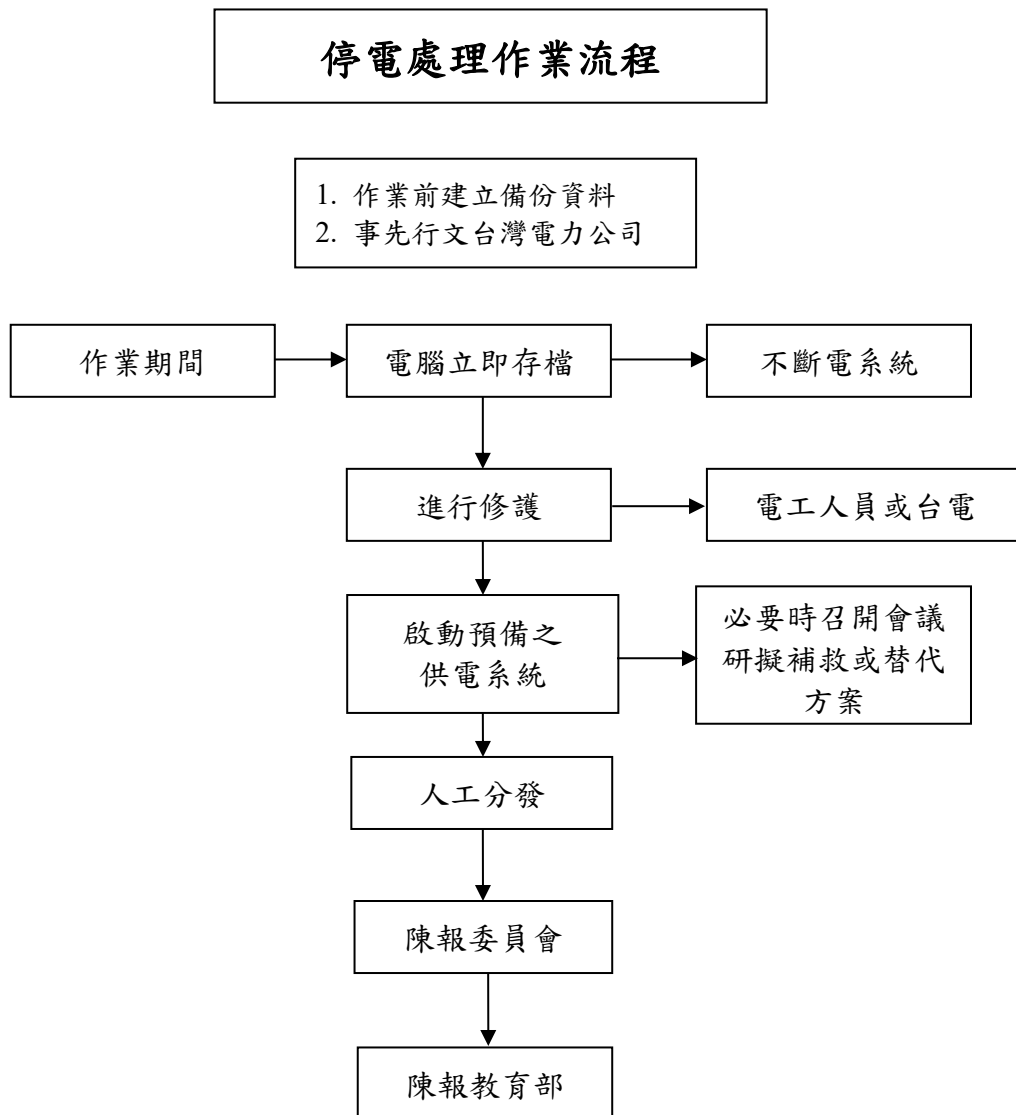 停電處理作業流程
1. 作業前建立備份資料
2. 事先行文台灣電力公司
作業期間
電腦立即存檔
不斷電系統
進行修護
電工人員或台電
啟動預備之
供電系統
必要時召開會議
研擬補救或替代
方案
人工分發
陳報委員會
陳報教育部